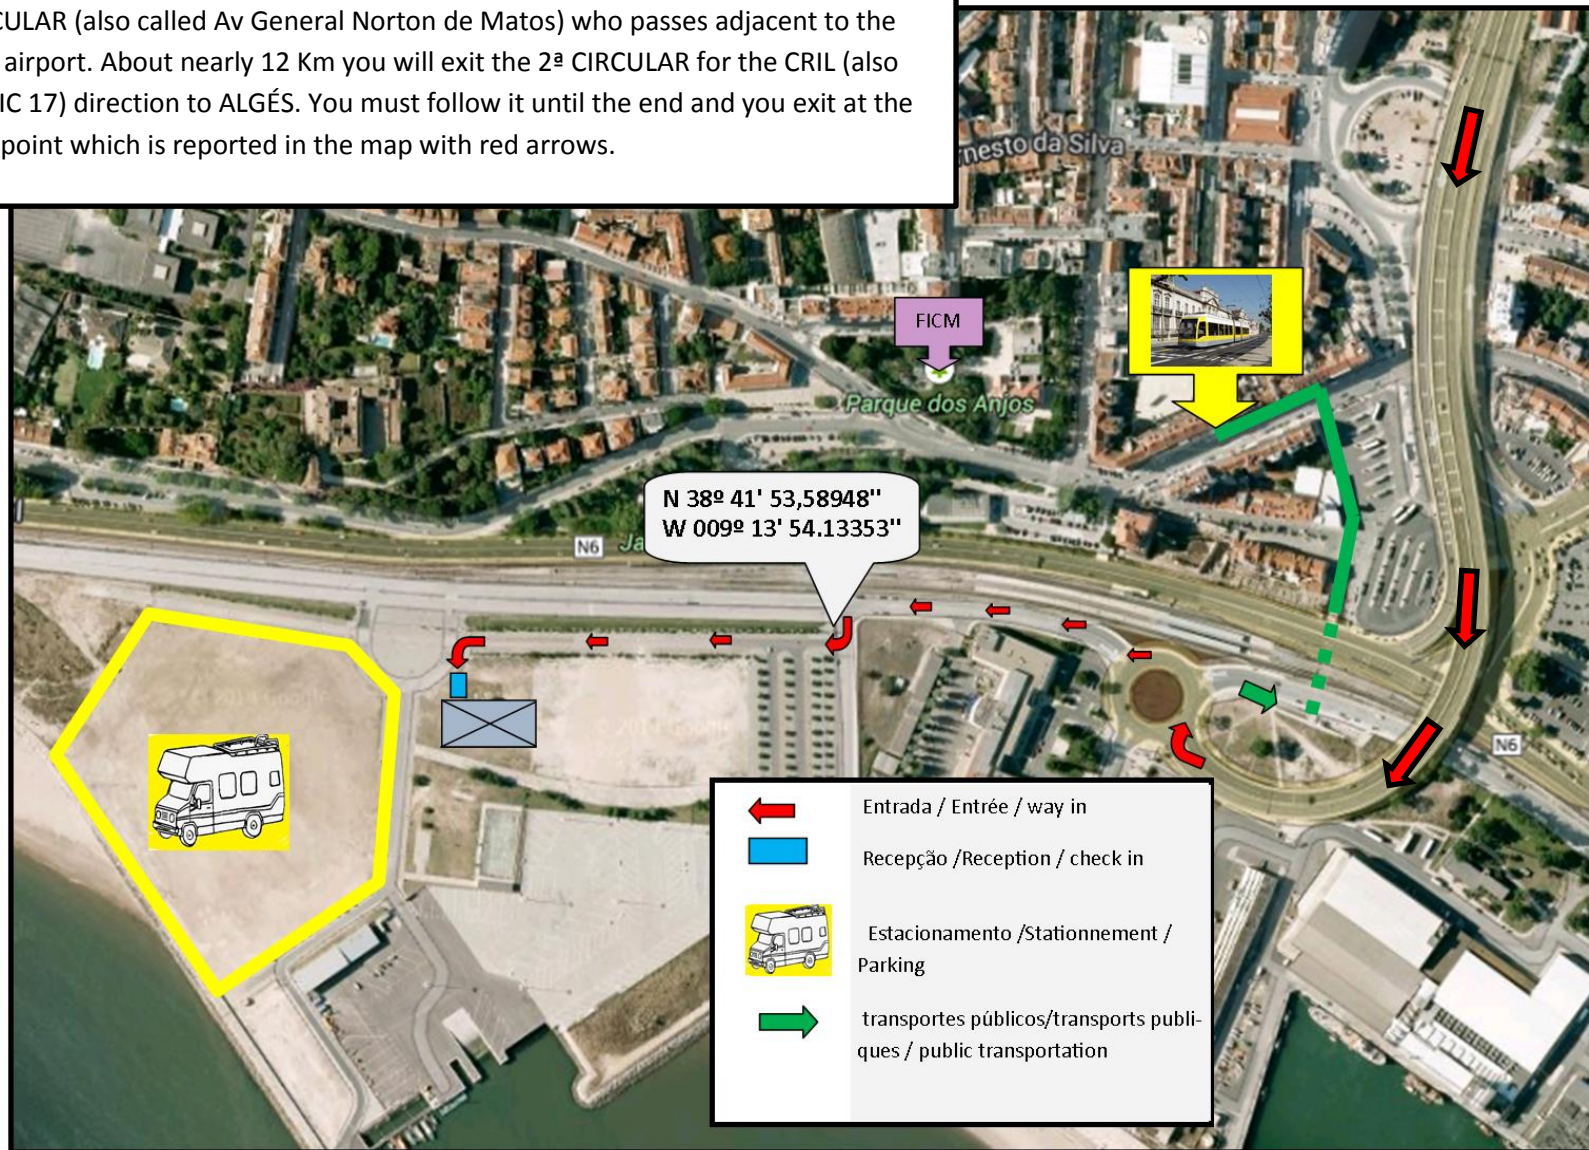 CULAR (also called Av General Norton de Matos) who passes adjacent to the
airport. About nearly 12 Km you will exit the 2ª CIRCULAR for the CRIL (also
IC 17) direction to ALGÉS. You must follow it until the end and you exit at the
point which is reported in the map with red arrows.
rnesto da Silva
FICM
Parque dos Anjos
N 38º 41' 53,58948''
W 009º 13' 54.13353''
N6
Ja
N6
Entrada / Entrée / way in
Recepção /Reception / check in
Estacionamento /Stationnement /
Parking
transportes públicos/transports publi-
ques / public transportation